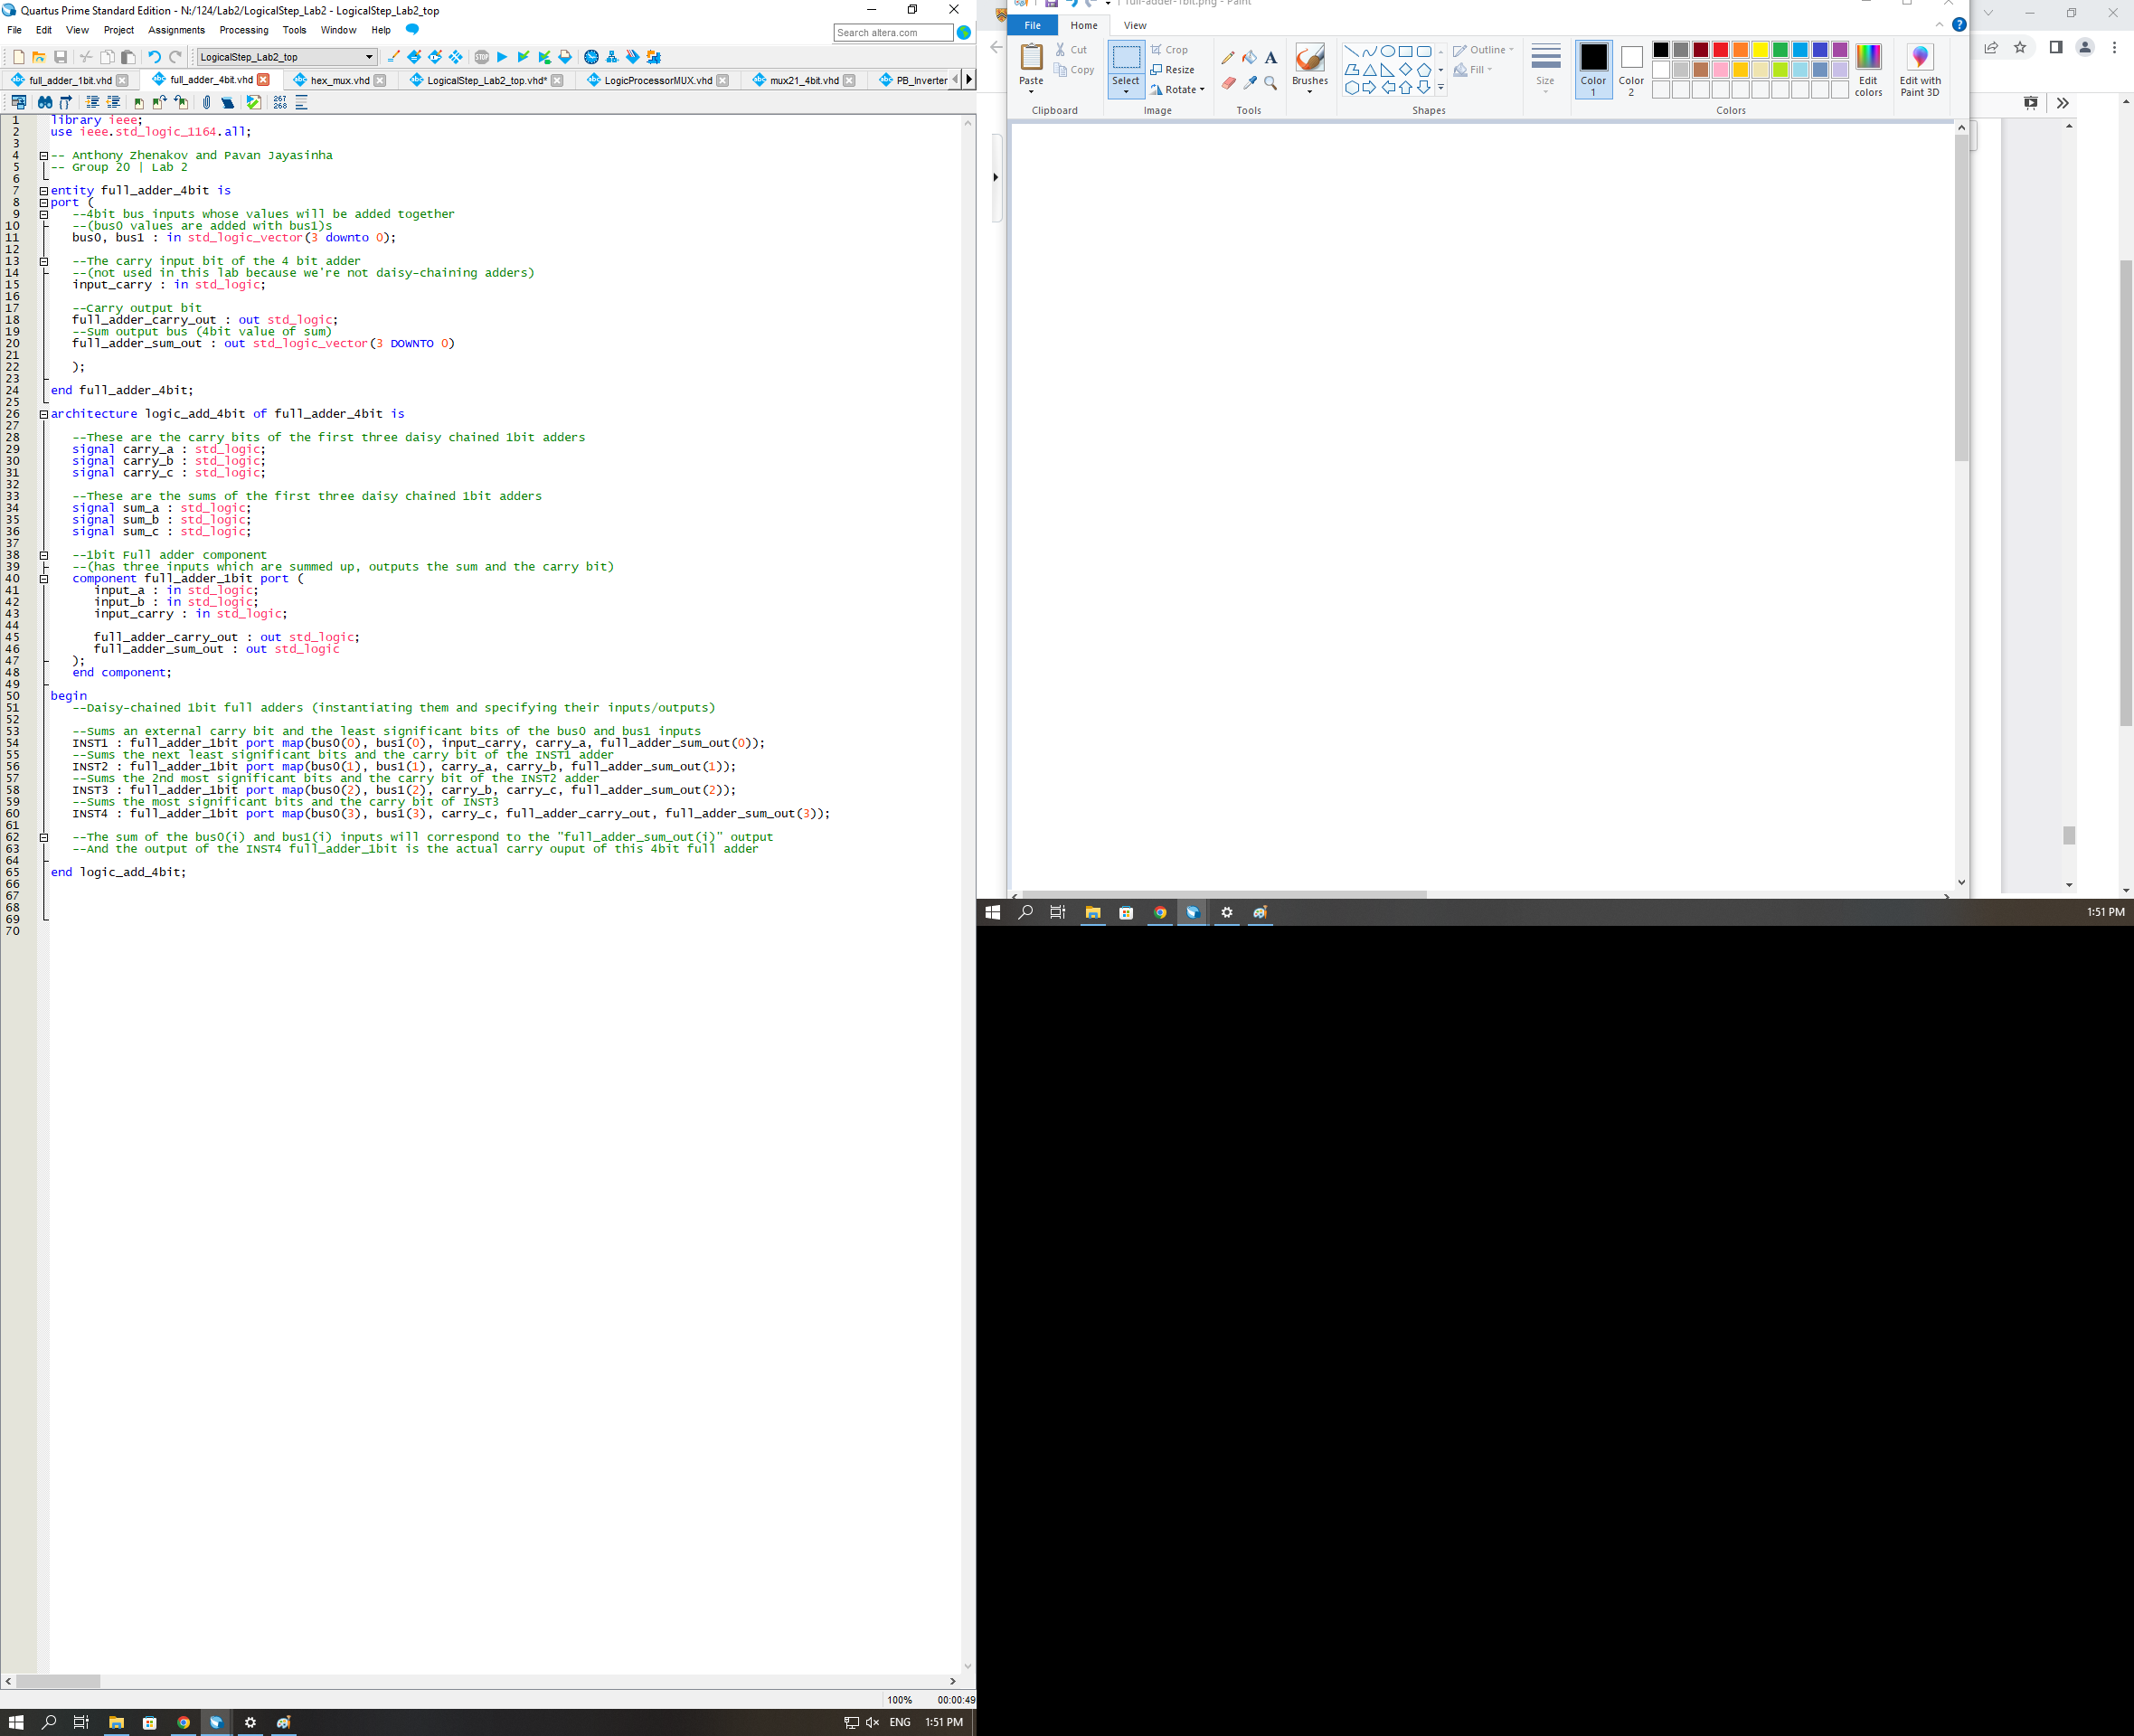 Quartus Prime Standard Edition - N:/124/Lab2/LogicalStep_Lab2 - LogicalStep_Lab2_top
File Edit View Project Assignments Processing Tools Window Help
Search altera.com
LogicalStep_Lab2_top
full_adder_1bit.vhd full_adder_4bit.vhd hex_mux.vhd LogicalStep_Lab2_top.vhd* LogicProcessorMUX.vhd mux21_4bit.vhd PB_Inverter
267
268
1 library ieee;
2 use ieee.std_logic_1164.all;
3
4 -- Anthony Zhenakov and Pavan Jayasinha
5 -- Group 20 | Lab 2
6
7 entity full_adder_4bit is
8 port (
9 --4bit bus inputs whose values will be added together
10 --(bus0 values are added with bus1)s
11 bus0, bus1 : in std_logic_vector(3 downto 0);
12
13 --The carry input bit of the 4 bit adder
14 --(not used in this lab because we're not daisy-chaining adders)
15 input_carry : in std_logic;
16
17 --Carry output bit
18 full_adder_carry_out : out std_logic;
19 --Sum output bus (4bit value of sum)
20 full_adder_sum_out : out std_logic_vector(3 DOWNTO 0)
21
22 );
23
24 end full_adder_4bit;
25
26 architecture logic_add_4bit of full_adder_4bit is
27
28 --These are the carry bits of the first three daisy chained 1bit adders
29 signal carry_a : std_logic;
30 signal carry_b : std_logic;
31 signal carry_c : std_logic;
32
33 --These are the sums of the first three daisy chained 1bit adders
34 signal sum_a : std_logic;
35 signal sum_b : std_logic;
36 signal sum_c : std_logic;
37
38 --1bit Full adder component
39 --(has three inputs which are summed up, outputs the sum and the carry bit)
40 component full_adder_1bit port (
41 input_a : in std_logic;
42 input_b : in std_logic;
43 input_carry : in std_logic;
44
45 full_adder_carry_out : out std_logic;
46 full_adder_sum_out : out std_logic
47 );
48 end component;
49
50 begin
51 --Daisy-chained 1bit full adders (instantiating them and specifying their inputs/outputs)
52
53 --Sums an external carry bit and the least significant bits of the bus0 and bus1 inputs
54 INST1 : full_adder_1bit port map(bus0(0), bus1(0), input_carry, carry_a, full_adder_sum_out(0));
55 --Sums the next least significant bits and the carry bit of the INST1 adder
56 INST2 : full_adder_1bit port map(bus0(1), bus1(1), carry_a, carry_b, full_adder_sum_out(1));
57 --Sums the 2nd most significant bits and the carry bit of the INST2 adder
58 INST3 : full_adder_1bit port map(bus0(2), bus1(2), carry_b, carry_c, full_adder_sum_out(2));
59 --Sums the most significant bits and the carry bit of INST3
60 INST4 : full_adder_1bit port map(bus0(3), bus1(3), carry_c, full_adder_carry_out, full_adder_sum_out(3));
61
62 --The sum of the bus0(i) and bus1(i) inputs will correspond to the "full_adder_sum_out(i)" output
63 --And the output of the INST4 full_adder_1bit is the actual carry ouput of this 4bit full adder
64
65 end logic_add_4bit;
66
67
68
69
70
100% 00:00:49
ENG 1:51 PM
full-adder-1bit.png - Paint
File Home View
Paste Cut Copy
Clipboard
Select Crop Resize Rotate
Image
Tools
Brushes
Outline Fill
Shapes
Size
Color 1 Color 2
Edit colors
Colors
Edit with Paint 3D
1:51 PM